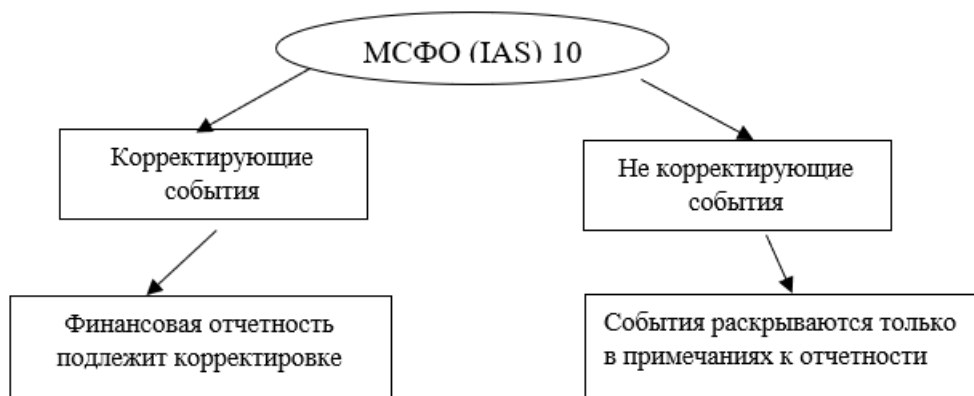 МСФО (IAS) 10
Корректирующие
события
Не корректирующие
события
Финансовая отчетность
подлежит корректировке
События раскрываются только
в примечаниях к отчетности